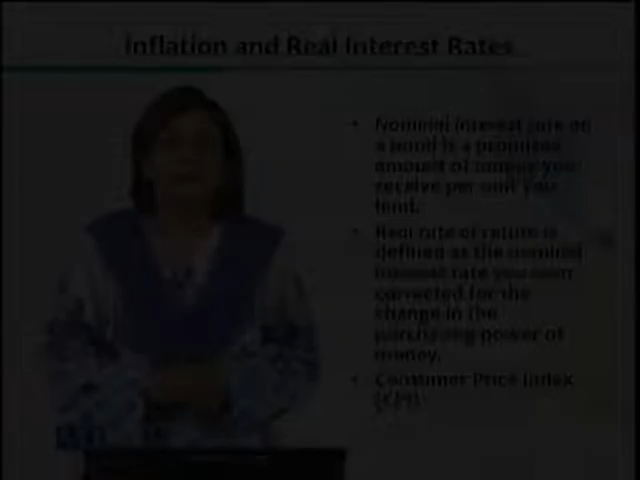 Inflation and Real Interest Rates
• Nominal interest rate on
a bond is a promised
amount of money you
receive per unit you
lend.
• Real rate of return is
defined as the nominal
interest rate you earn
corrected for the
change in the
purchasing power of
money.
• Consumer Price Index
(CPI)